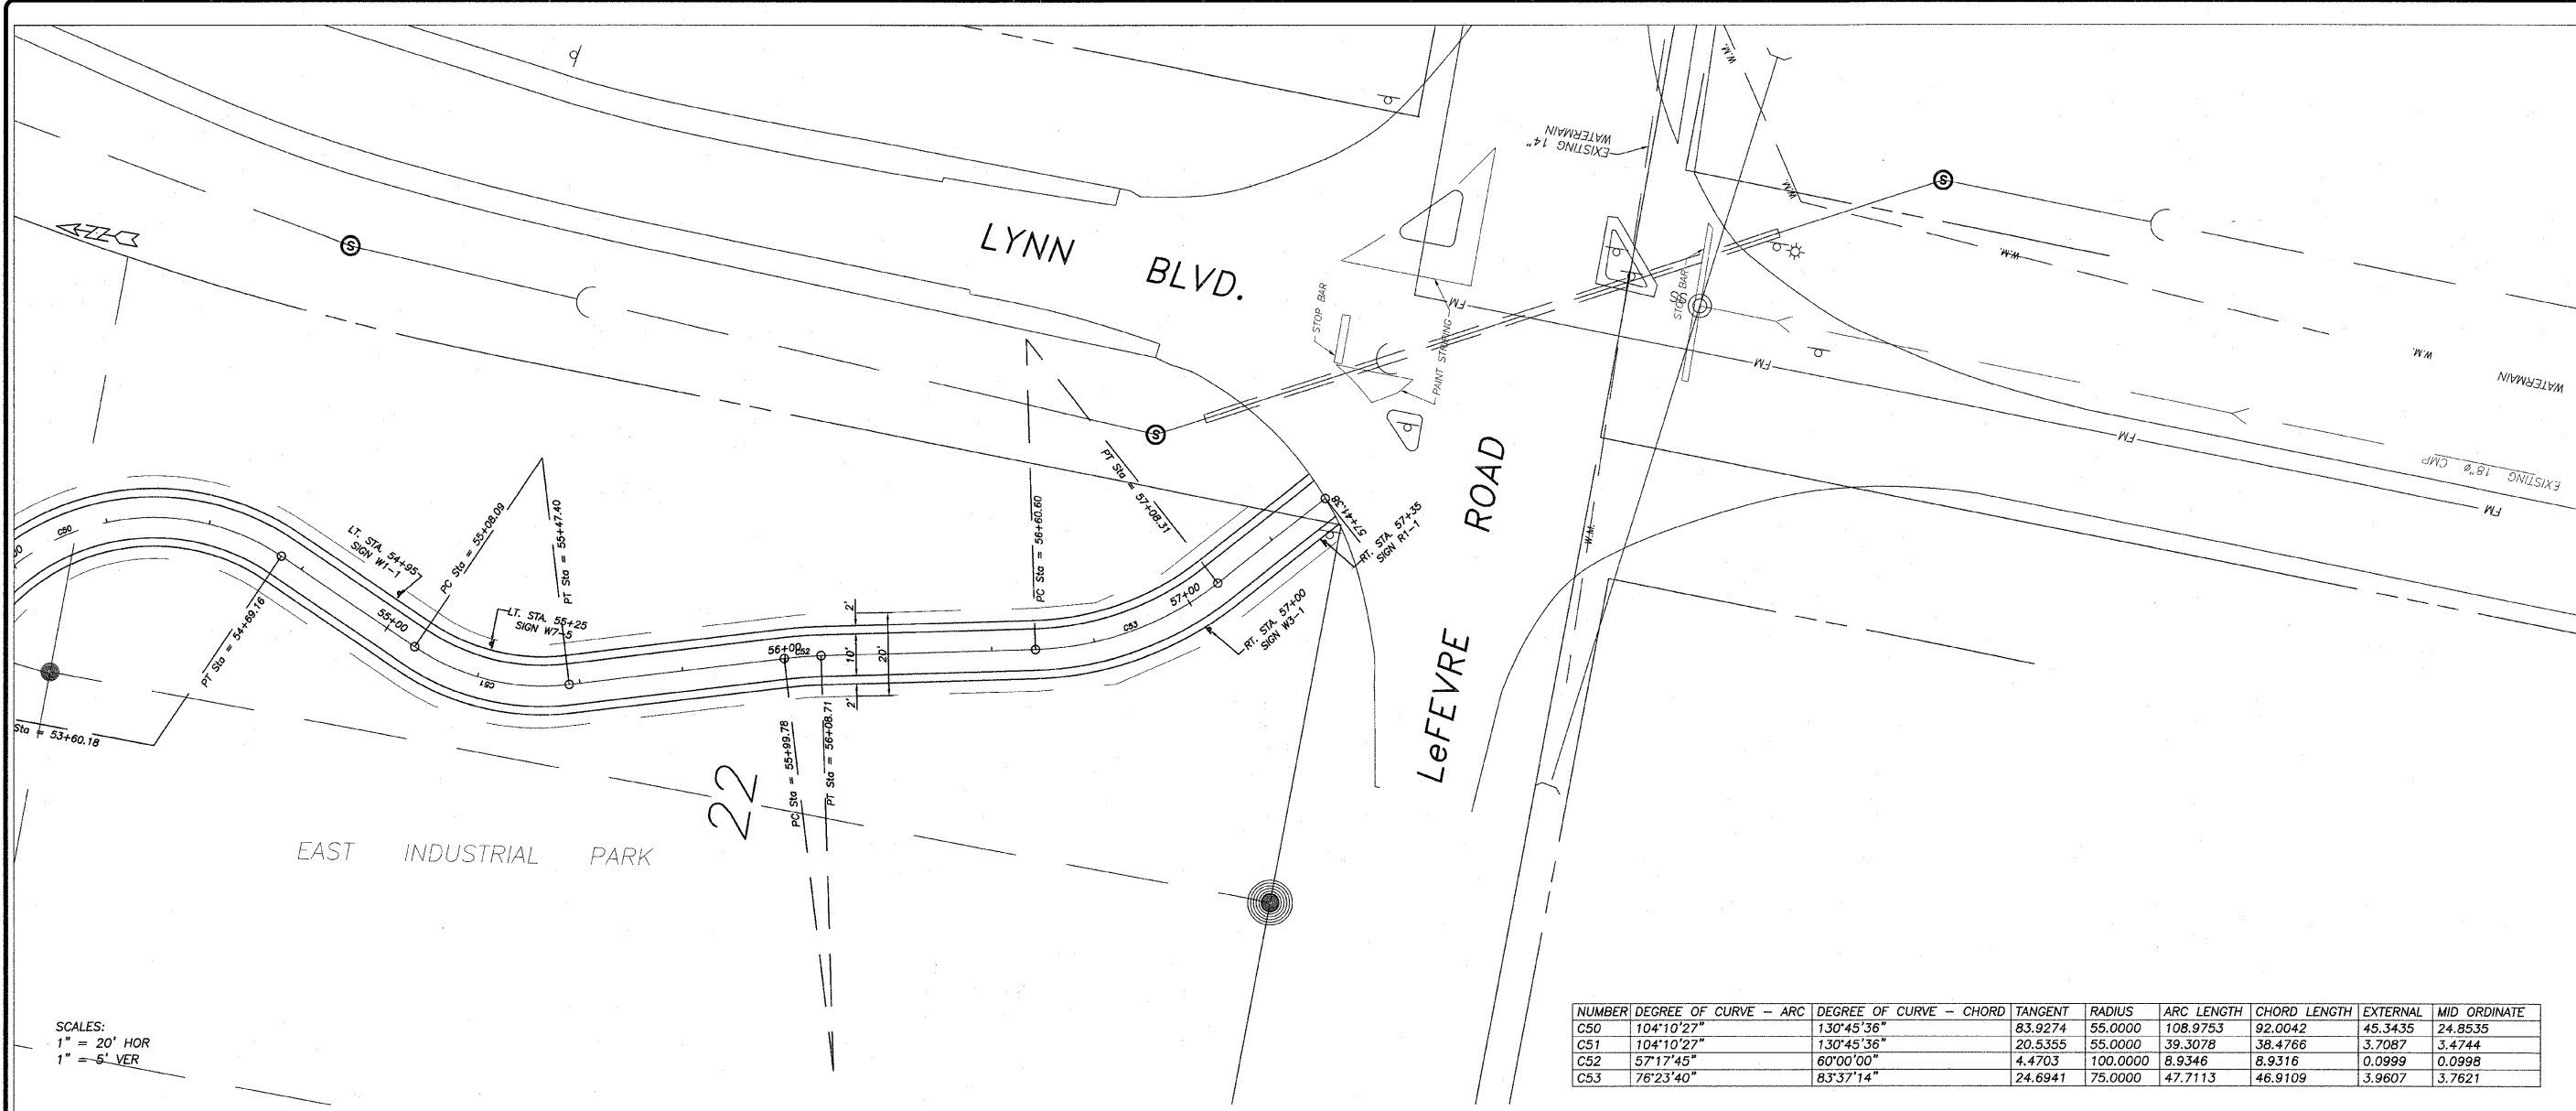 W.M.
EXISTING 14"
WATERMAIN
W.M.
W.M.
W.M.
WATERMAIN
EXISTING 18"ø CMP
LYNN BLVD.
STOP BAR
PAINT STRIPING
STOP BAR
FM
FM
FM
FM
W.M.
S
S
S
LeFEVRE ROAD
C50
LT. STA. 54+95
SIGN W1-1
PC Sta = 55+08.09
PT Sta = 55+47.40
PT Sta = 54+69.16
55+00
LT. STA. 55+25
SIGN W7-5
C51
Sta = 53+60.18
56+00
C52
2'
10'
20'
2'
PC Sta = 55+99.78
PT Sta = 56+08.71
PC Sta = 56+60.60
PT Sta = 57+08.31
57+00
C53
57+41.38
RT. STA. 57+35
SIGN R1-1
RT. STA. 57+00
SIGN W3-1
22
EAST INDUSTRIAL PARK
SCALES:
1" = 20' HOR
1" = 5' VER
NUMBER DEGREE OF CURVE – ARC DEGREE OF CURVE – CHORD TANGENT RADIUS ARC LENGTH CHORD LENGTH EXTERNAL MID ORDINATE
C50 104°10'27" 130°45'36" 83.9274 55.0000 108.9753 92.0042 45.3435 24.8535
C51 104°10'27" 130°45'36" 20.5355 55.0000 39.3078 38.4766 3.7087 3.4744
C52 57°17'45" 60°00'00" 4.4703 100.0000 8.9346 8.9316 0.0999 0.0998
C53 76°23'40" 83°37'14" 24.6941 75.0000 47.7113 46.9109 3.9607 3.7621